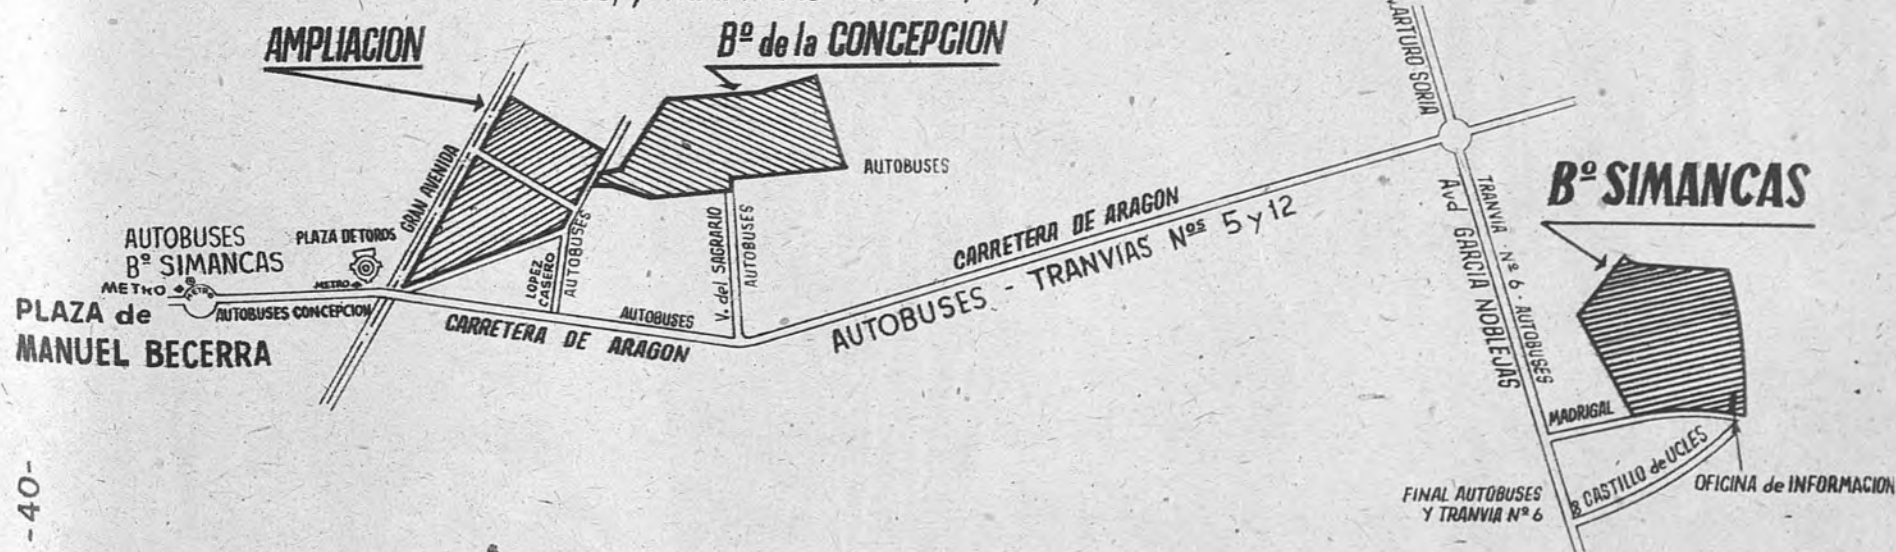 AMPLIACION
Bº de la CONCEPCION
ARTURO SORIA
GRAN AVENIDA
AUTOBUSES
Bº SIMANCAS
AUTOBUSES
Bº SIMANCAS
PLAZA DE TOROS
METRO
METRO
METRO
PLAZA de
MANUEL BECERRA
AUTOBUSES CONCEPCION
LOPEZ
CASERO
AUTOBUSES
V. del SAGRARIO
AUTOBUSES
AUTOBUSES
CARRETERA DE ARAGON
CARRETERA DE ARAGON
AUTOBUSES - TRANVIAS Nos 5 y 12
TRANVIA - Nº 6 - AUTOBUSES
Avd GARCIA NOBLEJAS
MADRIGAL
CASTILLO de UCLES
OFICINA de INFORMACION
FINAL AUTOBUSES
Y TRANVIA Nº 6
-40-